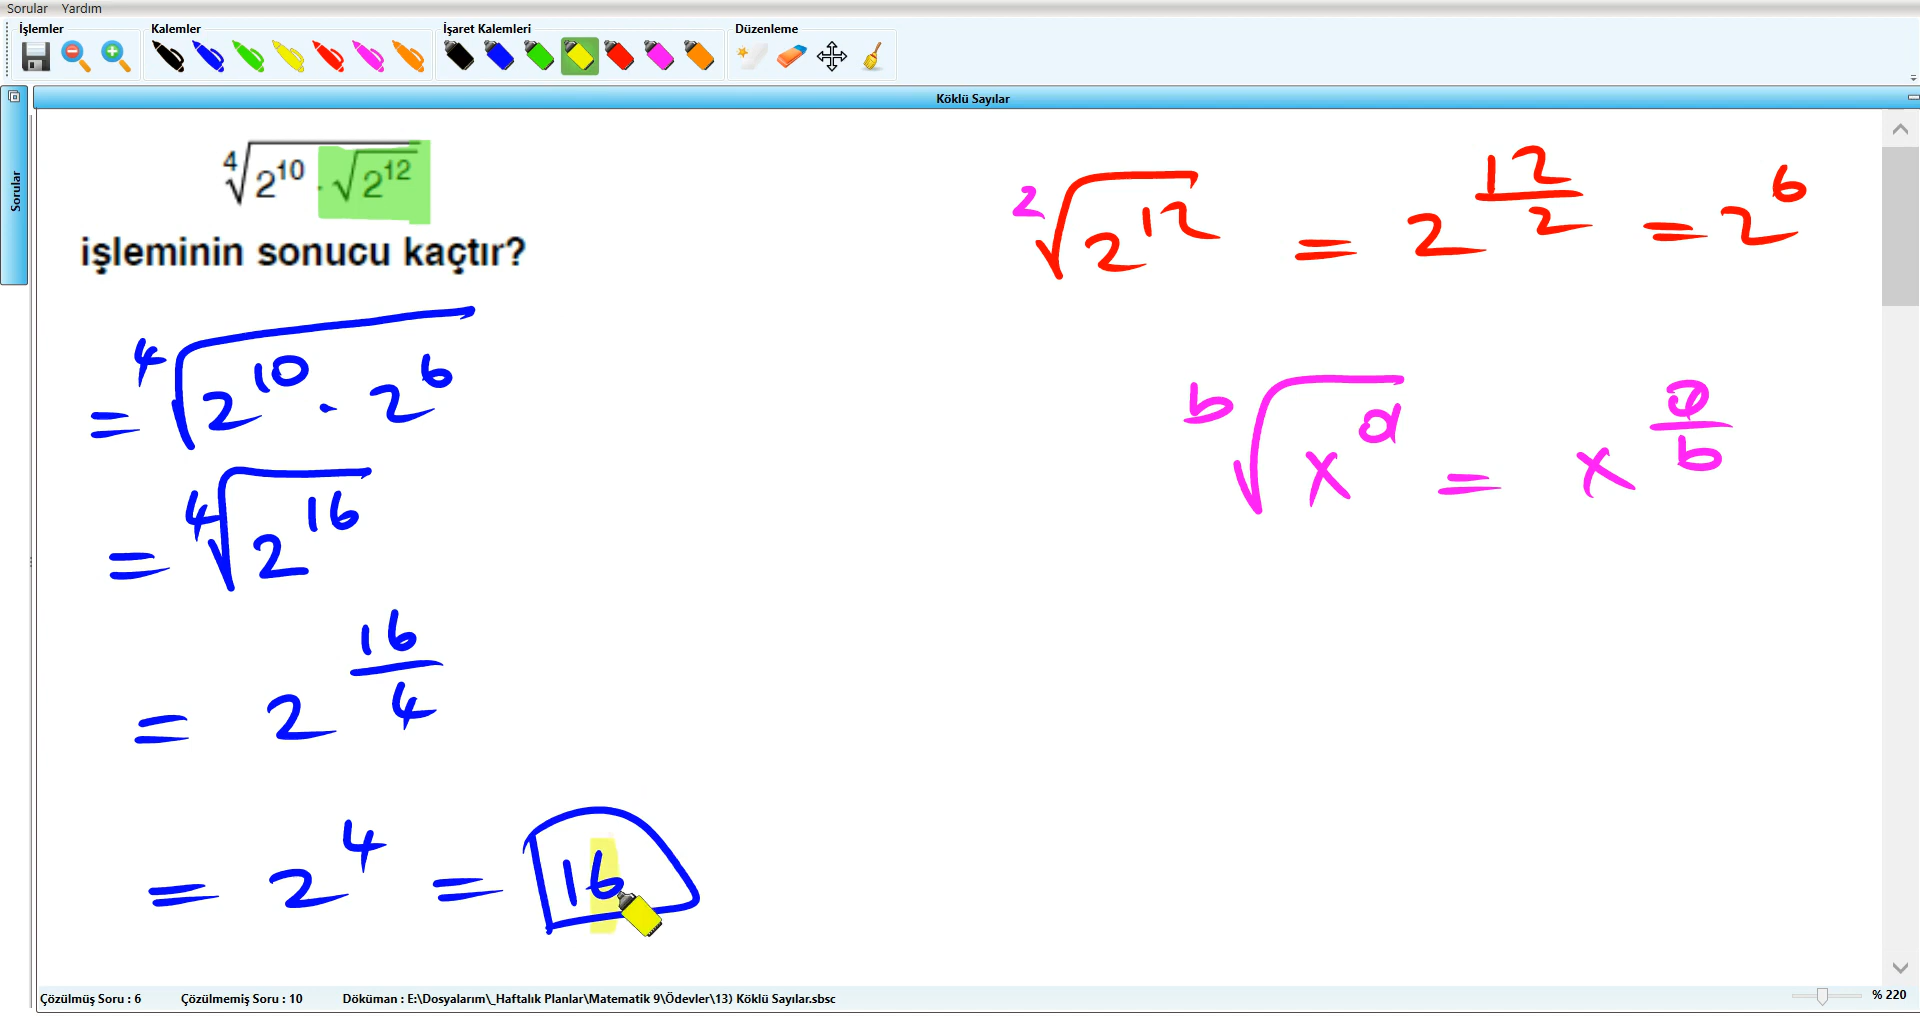 Sorular Yardım
İşlemler Kalemler İşaret Kalemleri Düzenleme
Köklü Sayılar
Sorular
⁴√(2¹⁰ · √(2¹²))
işleminin sonucu kaçtır?
= ⁴√(2¹⁰ · 2⁶)
= ⁴√(2¹⁶)
= 2^(16/4)
= 2⁴ = 16
²√(2¹²) = 2^(12/2) = 2⁶
ᵇ√(xᵃ) = x^(a/b)
Çözülmüş Soru : 6 Çözülmemiş Soru : 10 Döküman : E:\Dosyalarım\_Haftalık Planlar\Matematik 9\Ödevler\13) Köklü Sayılar.sbsc % 220